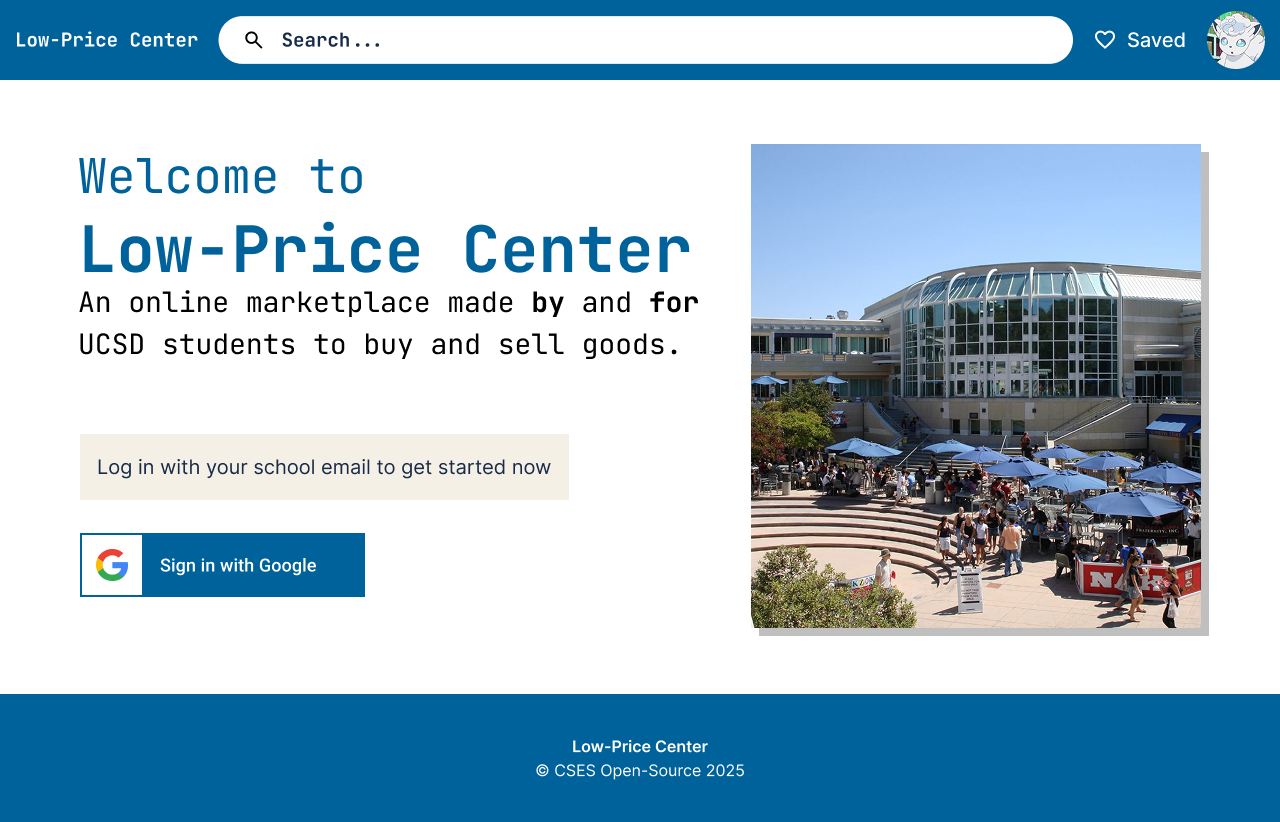 Low-Price Center
Search...
Saved
Welcome to
Low-Price Center
An online marketplace made by and for
UCSD students to buy and sell goods.
Log in with your school email to get started now
Sign in with Google
FRATERNITY, INC
Low-Price Center
© CSES Open-Source 2025